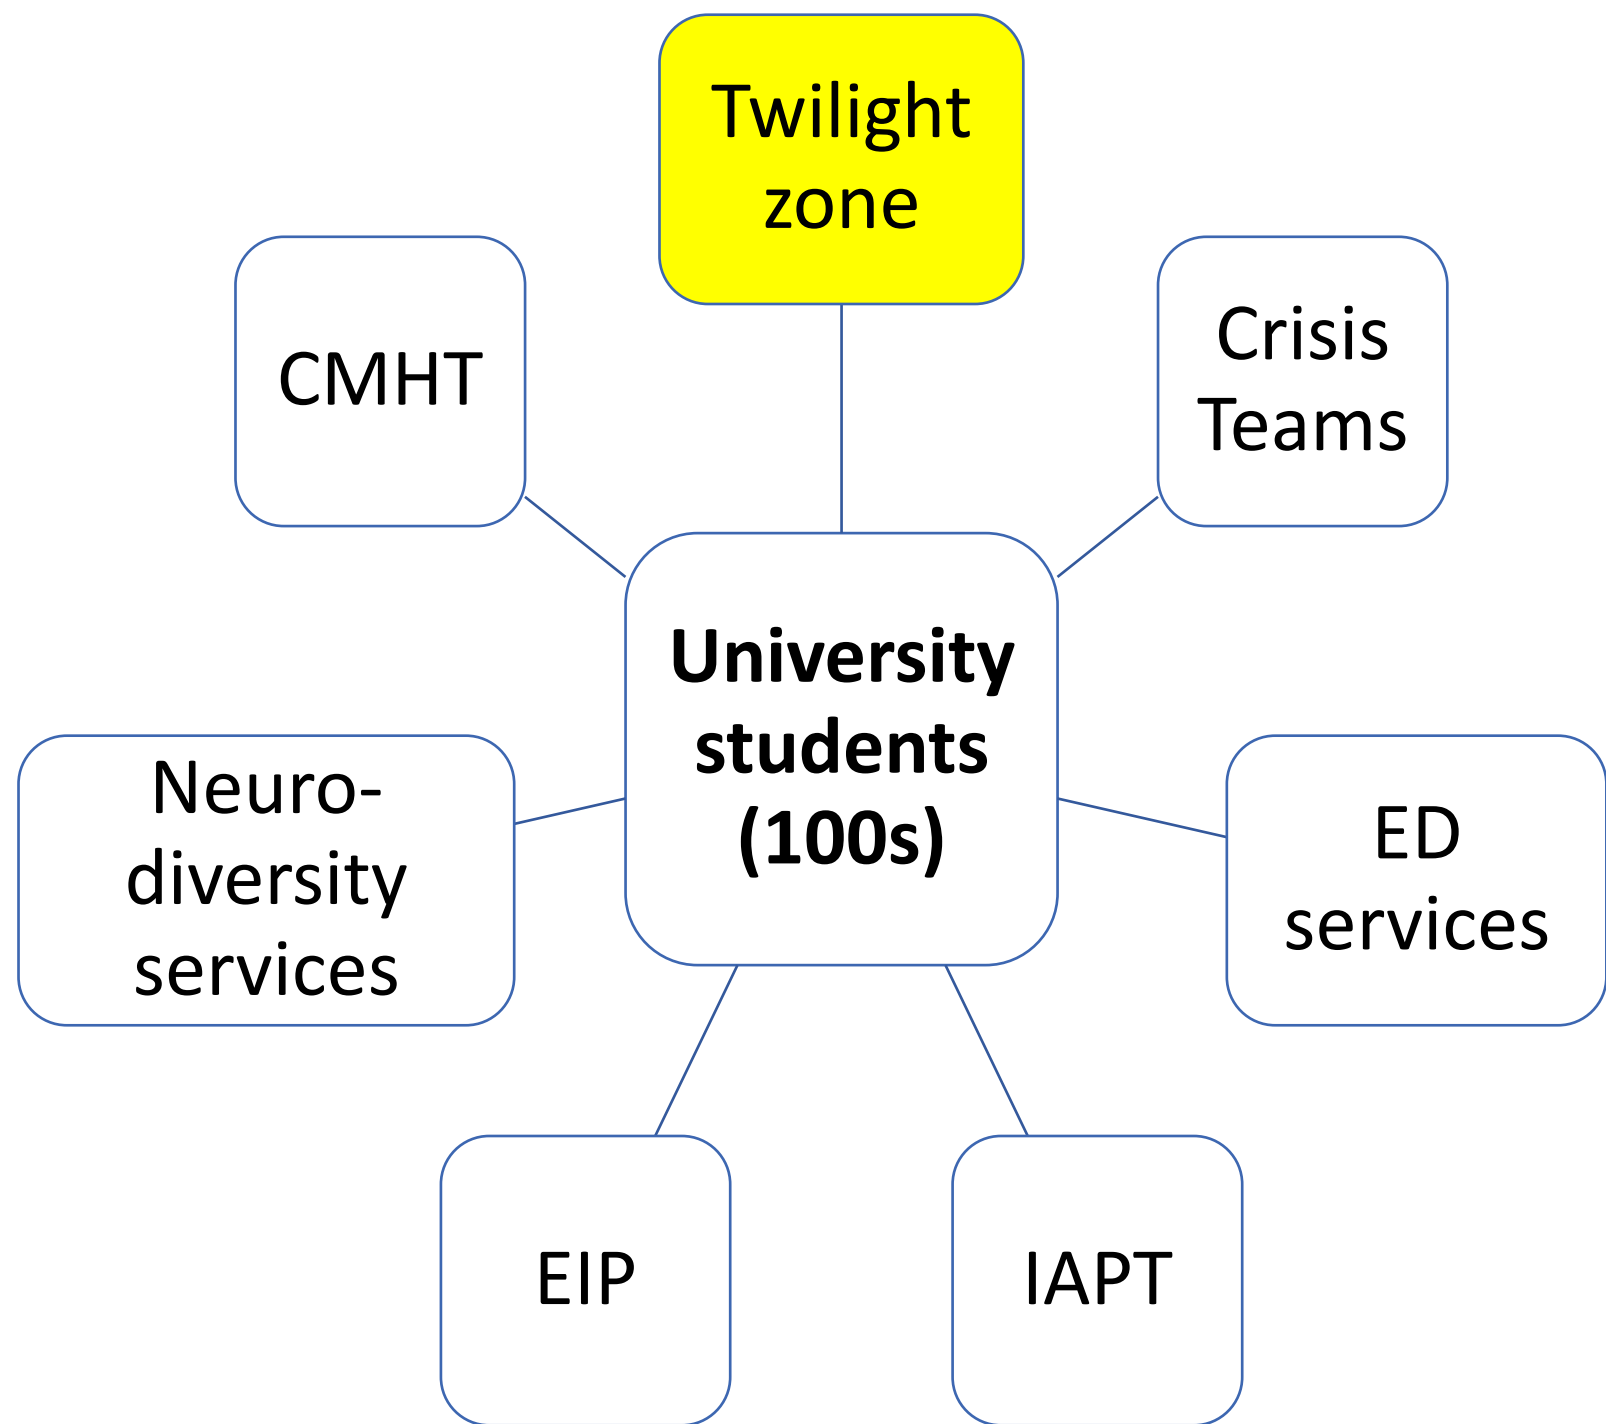 Twilight
zone
CMHT
Crisis
Teams
University
students
(100s)
Neuro-
diversity
services
ED
services
EIP
IAPT